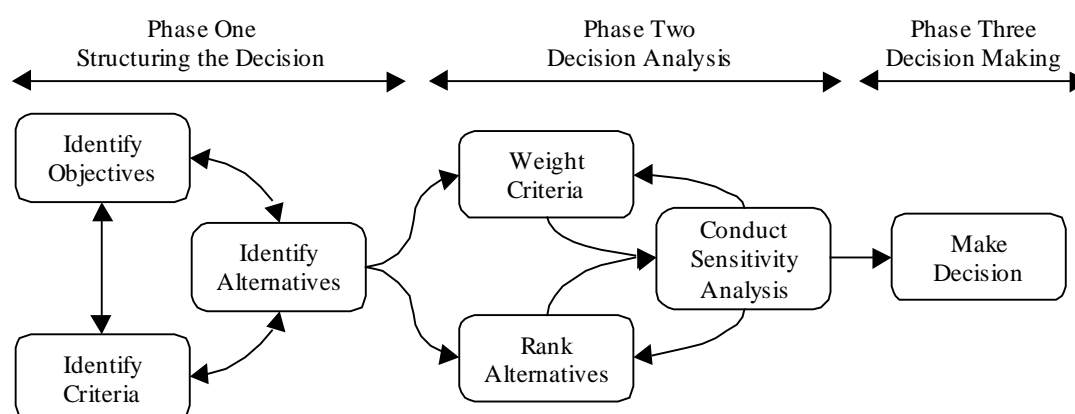 Phase One
Structuring the Decision
Phase Two
Decision Analysis
Phase Three
Decision Making
Identify
Objectives
Identify
Alternatives
Identify
Criteria
Weight
Criteria
Rank
Alternatives
Conduct
Sensitivity
Analysis
Make
Decision